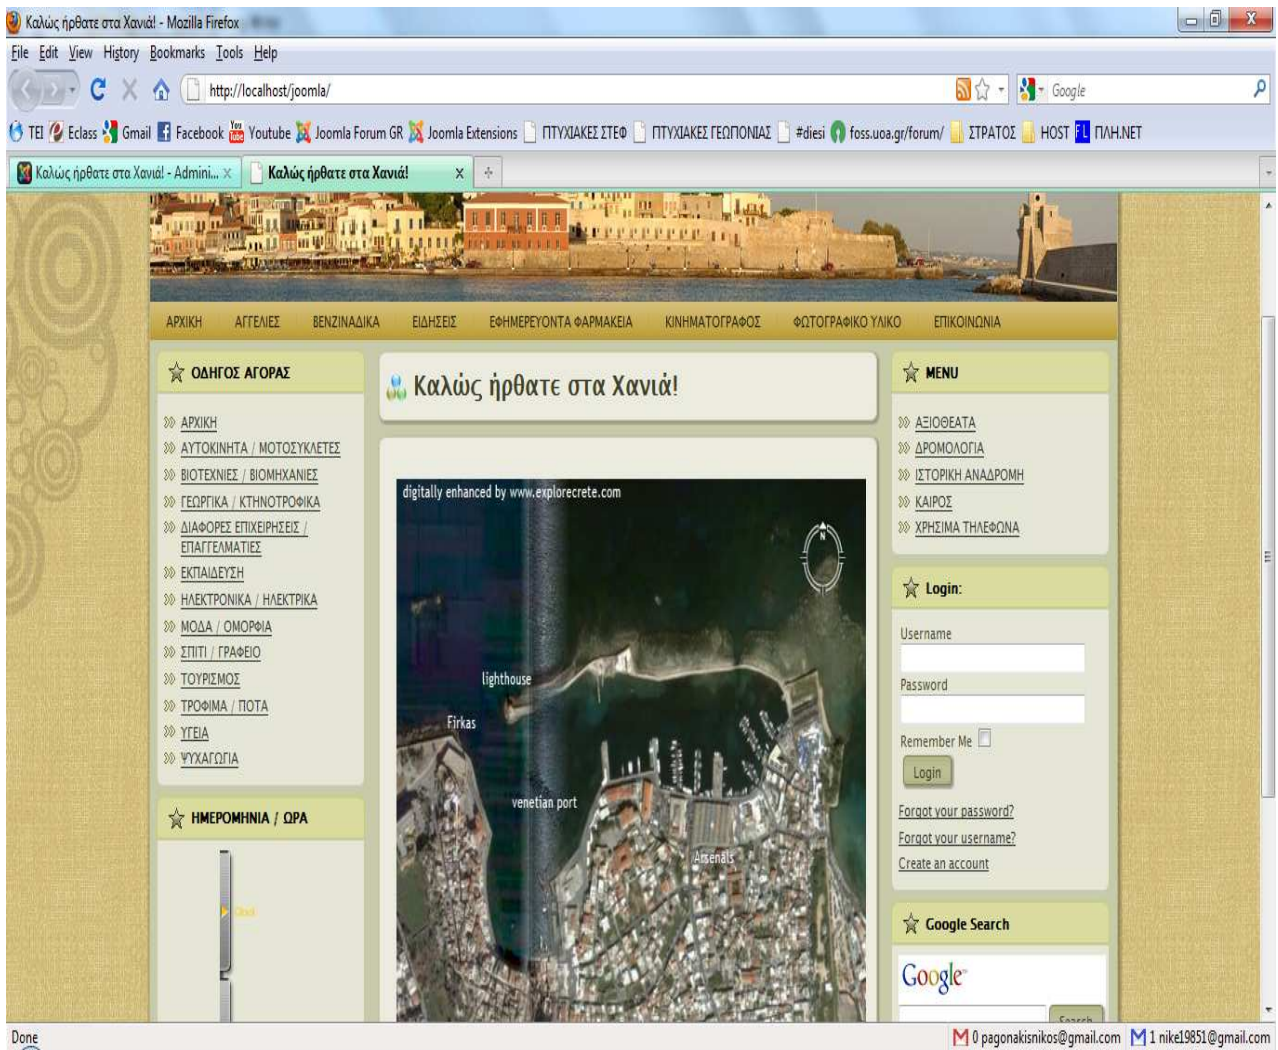 Καλώς ήρθατε στα Χανιά! - Mozilla Firefox
File Edit View History Bookmarks Tools Help
http://localhost/joomla/
Google
TEI Eclass Gmail Facebook Youtube Joomla Forum GR Joomla Extensions ΠΤΥΧΙΑΚΕΣ ΣΤΕΦ ΠΤΥΧΙΑΚΕΣ ΓΕΩΠΟΝΙΑΣ #diesi foss.uoa.gr/forum/ ΣΤΡΑΤΟΣ HOST FL ΠΛΗ.ΝΕΤ
Καλώς ήρθατε στα Χανιά! - Admini...
Καλώς ήρθατε στα Χανιά!
ΑΡΧΙΚΗ ΑΓΓΕΛΙΕΣ ΒΕΝΖΙΝΑΔΙΚΑ ΕΙΔΗΣΕΙΣ ΕΦΗΜΕΡΕΥΟΝΤΑ ΦΑΡΜΑΚΕΙΑ ΚΙΝΗΜΑΤΟΓΡΑΦΟΣ ΦΩΤΟΓΡΑΦΙΚΟ ΥΛΙΚΟ ΕΠΙΚΟΙΝΩΝΙΑ
ΟΔΗΓΟΣ ΑΓΟΡΑΣ
ΑΡΧΙΚΗ
ΑΥΤΟΚΙΝΗΤΑ / ΜΟΤΟΣΥΚΛΕΤΕΣ
ΒΙΟΤΕΧΝΙΕΣ / ΒΙΟΜΗΧΑΝΙΕΣ
ΓΕΩΡΓΙΚΑ / ΚΤΗΝΟΤΡΟΦΙΚΑ
ΔΙΑΦΟΡΕΣ ΕΠΙΧΕΙΡΗΣΕΙΣ /
ΕΠΑΓΓΕΛΜΑΤΙΕΣ
ΕΚΠΑΙΔΕΥΣΗ
ΗΛΕΚΤΡΟΝΙΚΑ / ΗΛΕΚΤΡΙΚΑ
ΜΟΔΑ / ΟΜΟΡΦΙΑ
ΣΠΙΤΙ / ΓΡΑΦΕΙΟ
ΤΟΥΡΙΣΜΟΣ
ΤΡΟΦΙΜΑ / ΠΟΤΑ
ΥΓΕΙΑ
ΨΥΧΑΓΩΓΙΑ
ΗΜΕΡΟΜΗΝΙΑ / ΩΡΑ
Clock
Καλώς ήρθατε στα Χανιά!
digitally enhanced by www.explorecrete.com
N
lighthouse
Firkas
venetian port
Arsenals
MENU
ΑΞΙΟΘΕΑΤΑ
ΔΡΟΜΟΛΟΓΙΑ
ΙΣΤΟΡΙΚΗ ΑΝΑΔΡΟΜΗ
ΚΑΙΡΟΣ
ΧΡΗΣΙΜΑ ΤΗΛΕΦΩΝΑ
Login:
Username
Password
Remember Me
Login
Forgot your password?
Forgot your username?
Create an account
Google Search
Google
Search
Done
0 pagonakisnikos@gmail.com 1 nike19851@gmail.com